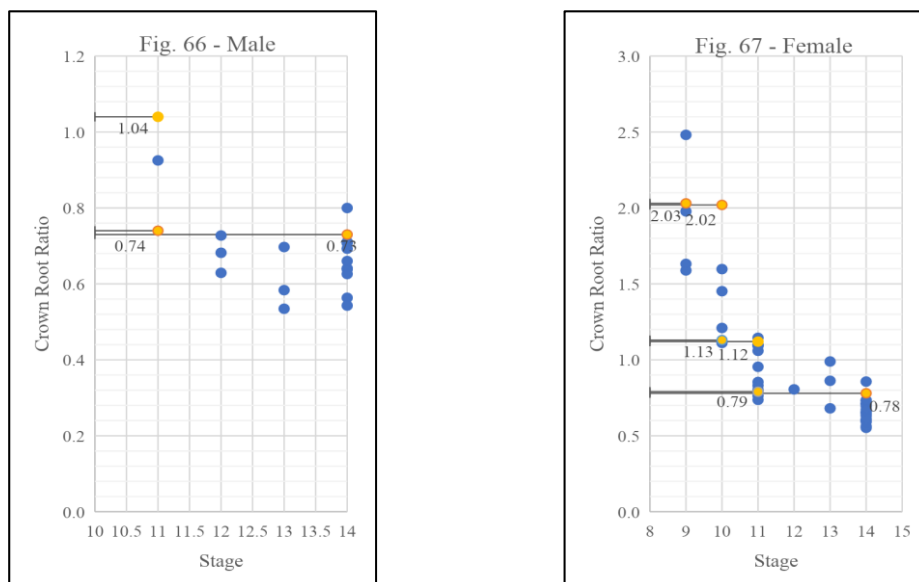 Fig. 66 - Male
1.2
1.0
0.8
0.6
0.4
0.2
0.0
Crown Root Ratio
1.04
0.74
0.73
10 10.5 11 11.5 12 12.5 13 13.5 14
Stage
Fig. 67 - Female
3.0
2.5
2.0
1.5
1.0
0.5
0.0
Crown Root Ratio
2.03
2.02
1.13
1.12
0.79
0.78
8 9 10 11 12 13 14 15
Stage